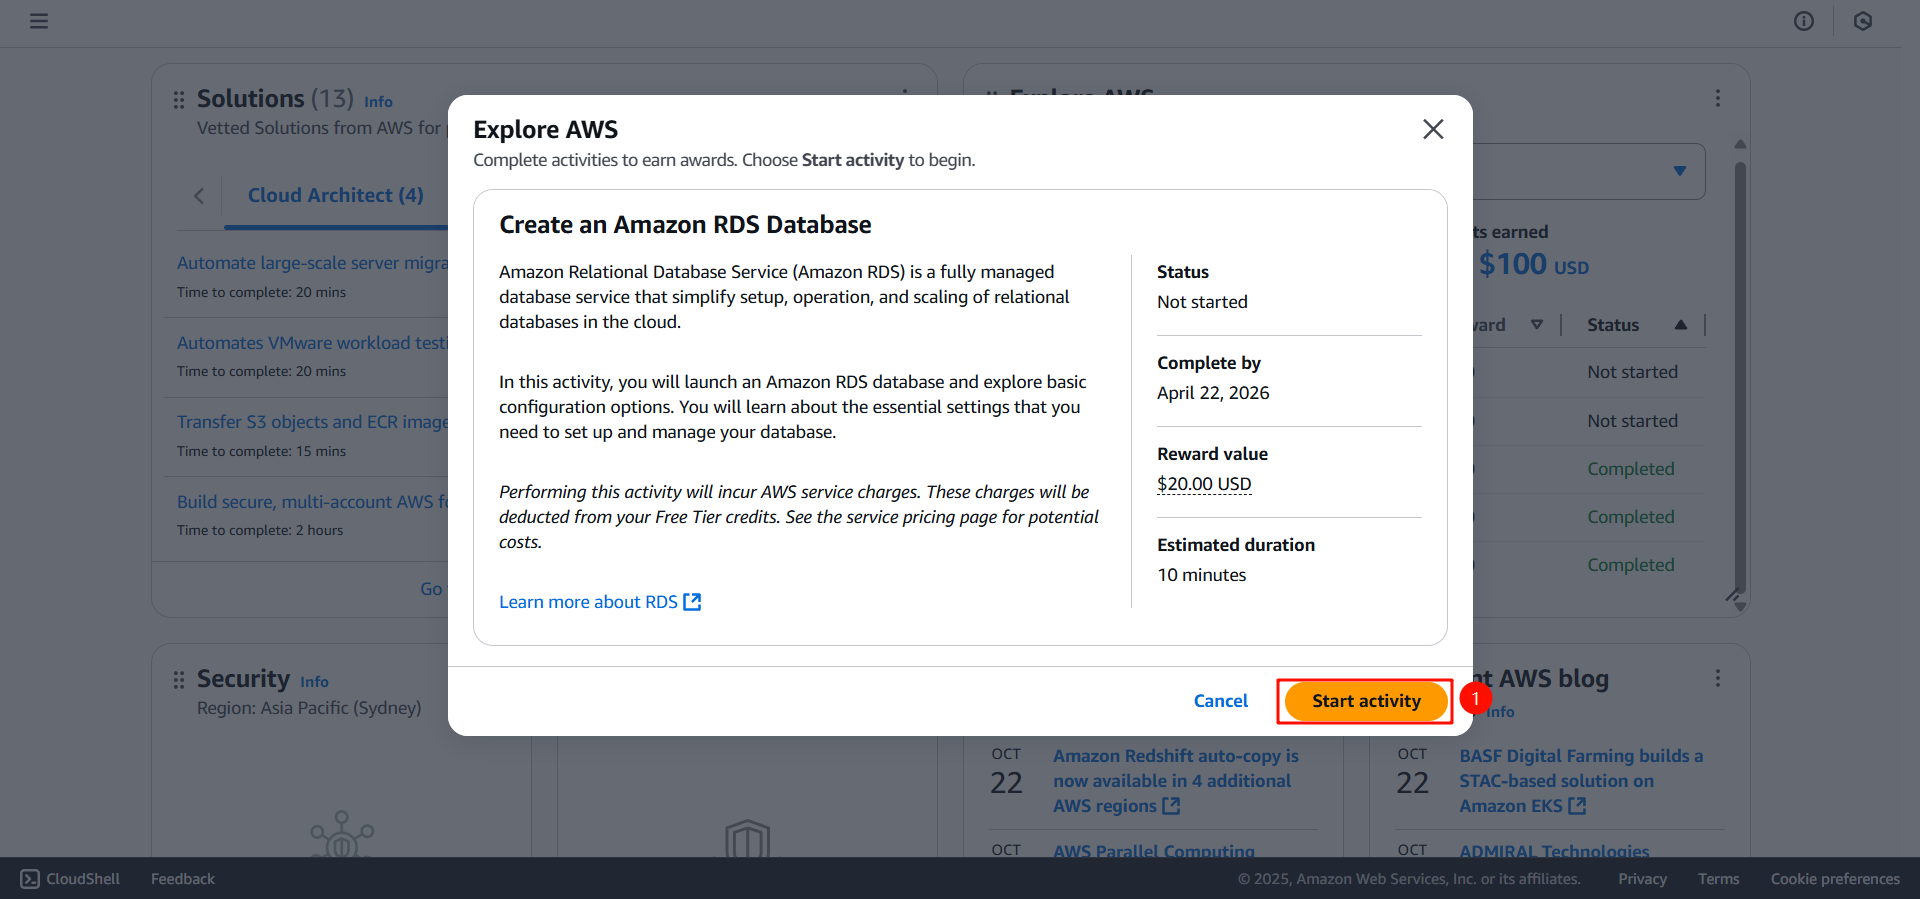 Solutions (13) Info
Vetted Solutions from AWS for
Cloud Architect (4)
Automate large-scale server migra
Time to complete: 20 mins
Automates VMware workload testi
Time to complete: 20 mins
Transfer S3 objects and ECR image
Time to complete: 15 mins
Build secure, multi-account AWS fo
Time to complete: 2 hours
Go
Explore AWS
Explore AWS
Complete activities to earn awards. Choose Start activity to begin.
Create an Amazon RDS Database
Amazon Relational Database Service (Amazon RDS) is a fully managed
database service that simplify setup, operation, and scaling of relational
databases in the cloud.
In this activity, you will launch an Amazon RDS database and explore basic
configuration options. You will learn about the essential settings that you
need to set up and manage your database.
Performing this activity will incur AWS service charges. These charges will be
deducted from your Free Tier credits. See the service pricing page for potential
costs.
Learn more about RDS
Status
Not started
Complete by
April 22, 2026
Reward value
$20.00 USD
Estimated duration
10 minutes
Cancel
Start activity
1
ts earned
$100 USD
ward
Status
Not started
Not started
Completed
Completed
Completed
Security Info
Region: Asia Pacific (Sydney)
OCT
22
Amazon Redshift auto-copy is
now available in 4 additional
AWS regions
OCT
AWS Parallel Computing
nt AWS blog
Info
OCT
22
BASF Digital Farming builds a
STAC-based solution on
Amazon EKS
OCT
ADMIRAL Technologies
CloudShell
Feedback
© 2025, Amazon Web Services, Inc. or its affiliates.
Privacy
Terms
Cookie preferences